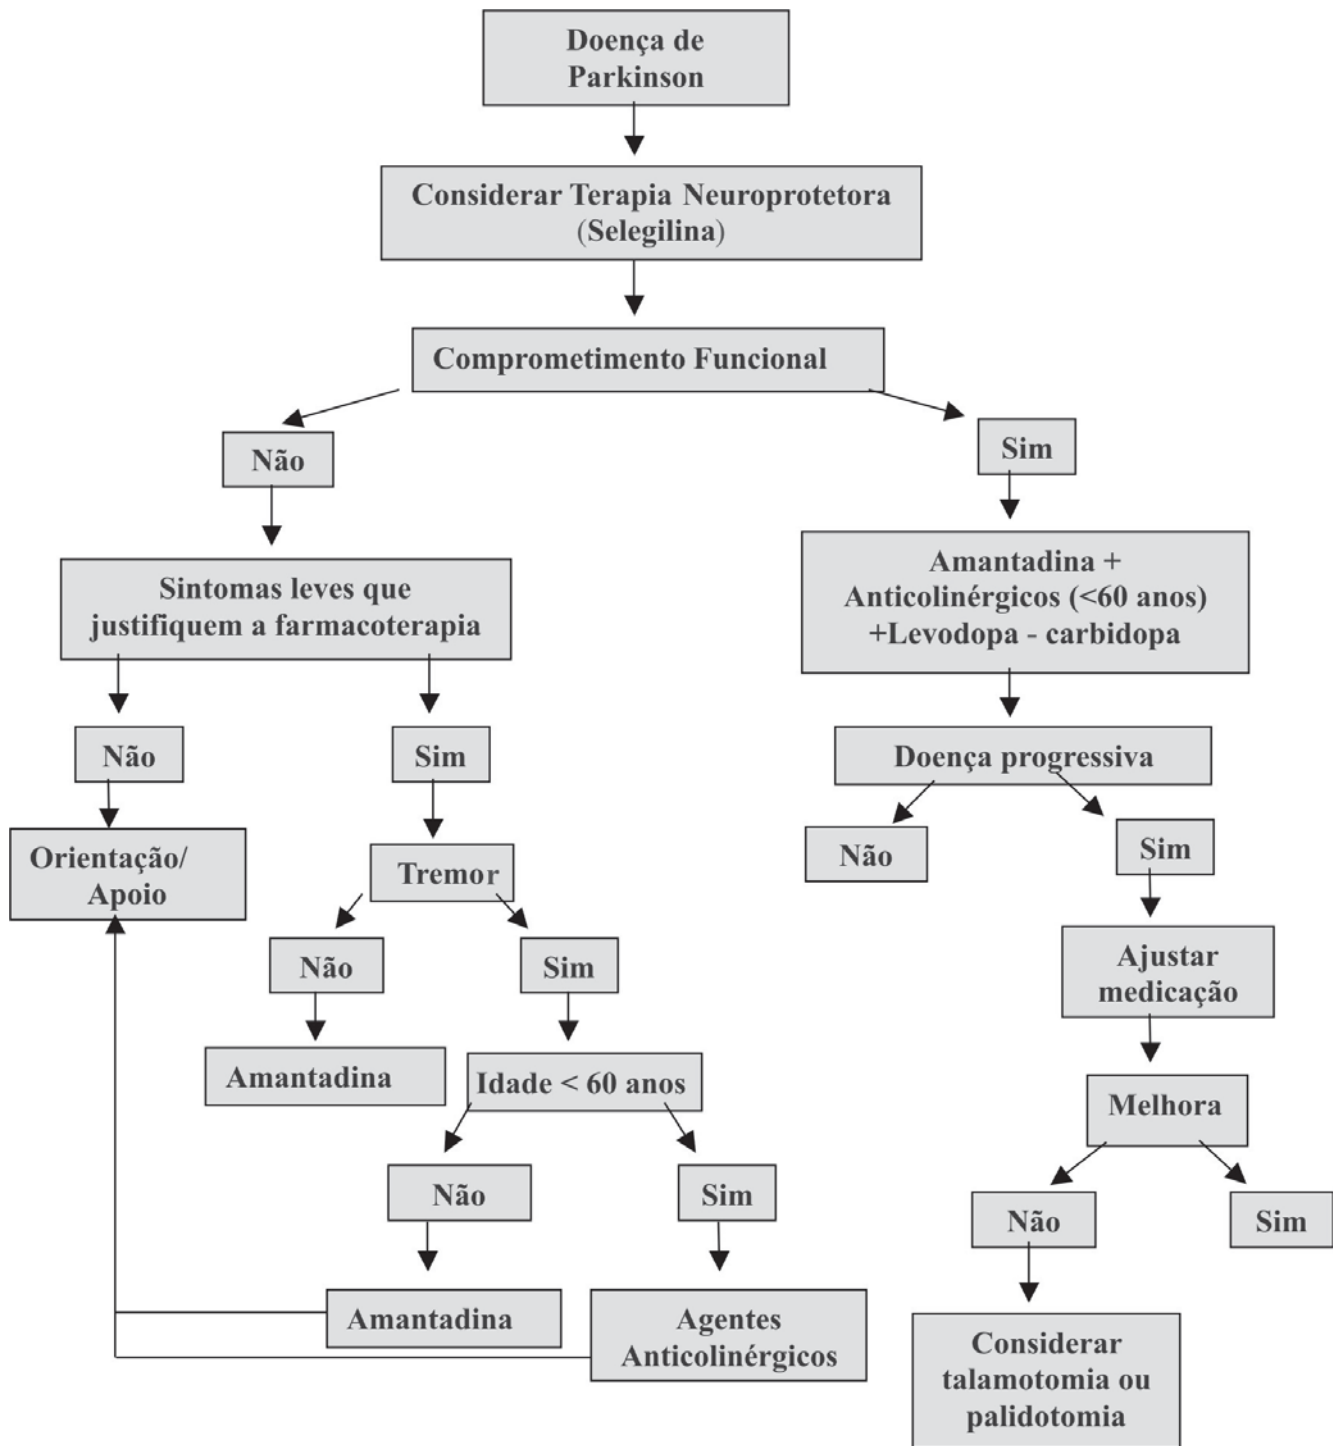 Doença de
Parkinson
Considerar Terapia Neuroprotetora
(Selegilina)
Comprometimento Funcional
Não
Sim
Sintomas leves que
justifiquem a farmacoterapia
Amantadina +
Anticolinérgicos (<60 anos)
+Levodopa - carbidopa
Não
Sim
Doença progressiva
Orientação/
Apoio
Tremor
Não
Sim
Não
Sim
Ajustar
medicação
Amantadina
Idade < 60 anos
Melhora
Não
Sim
Não
Sim
Amantadina
Agentes
Anticolinérgicos
Considerar
talamotomia ou
palidotomia